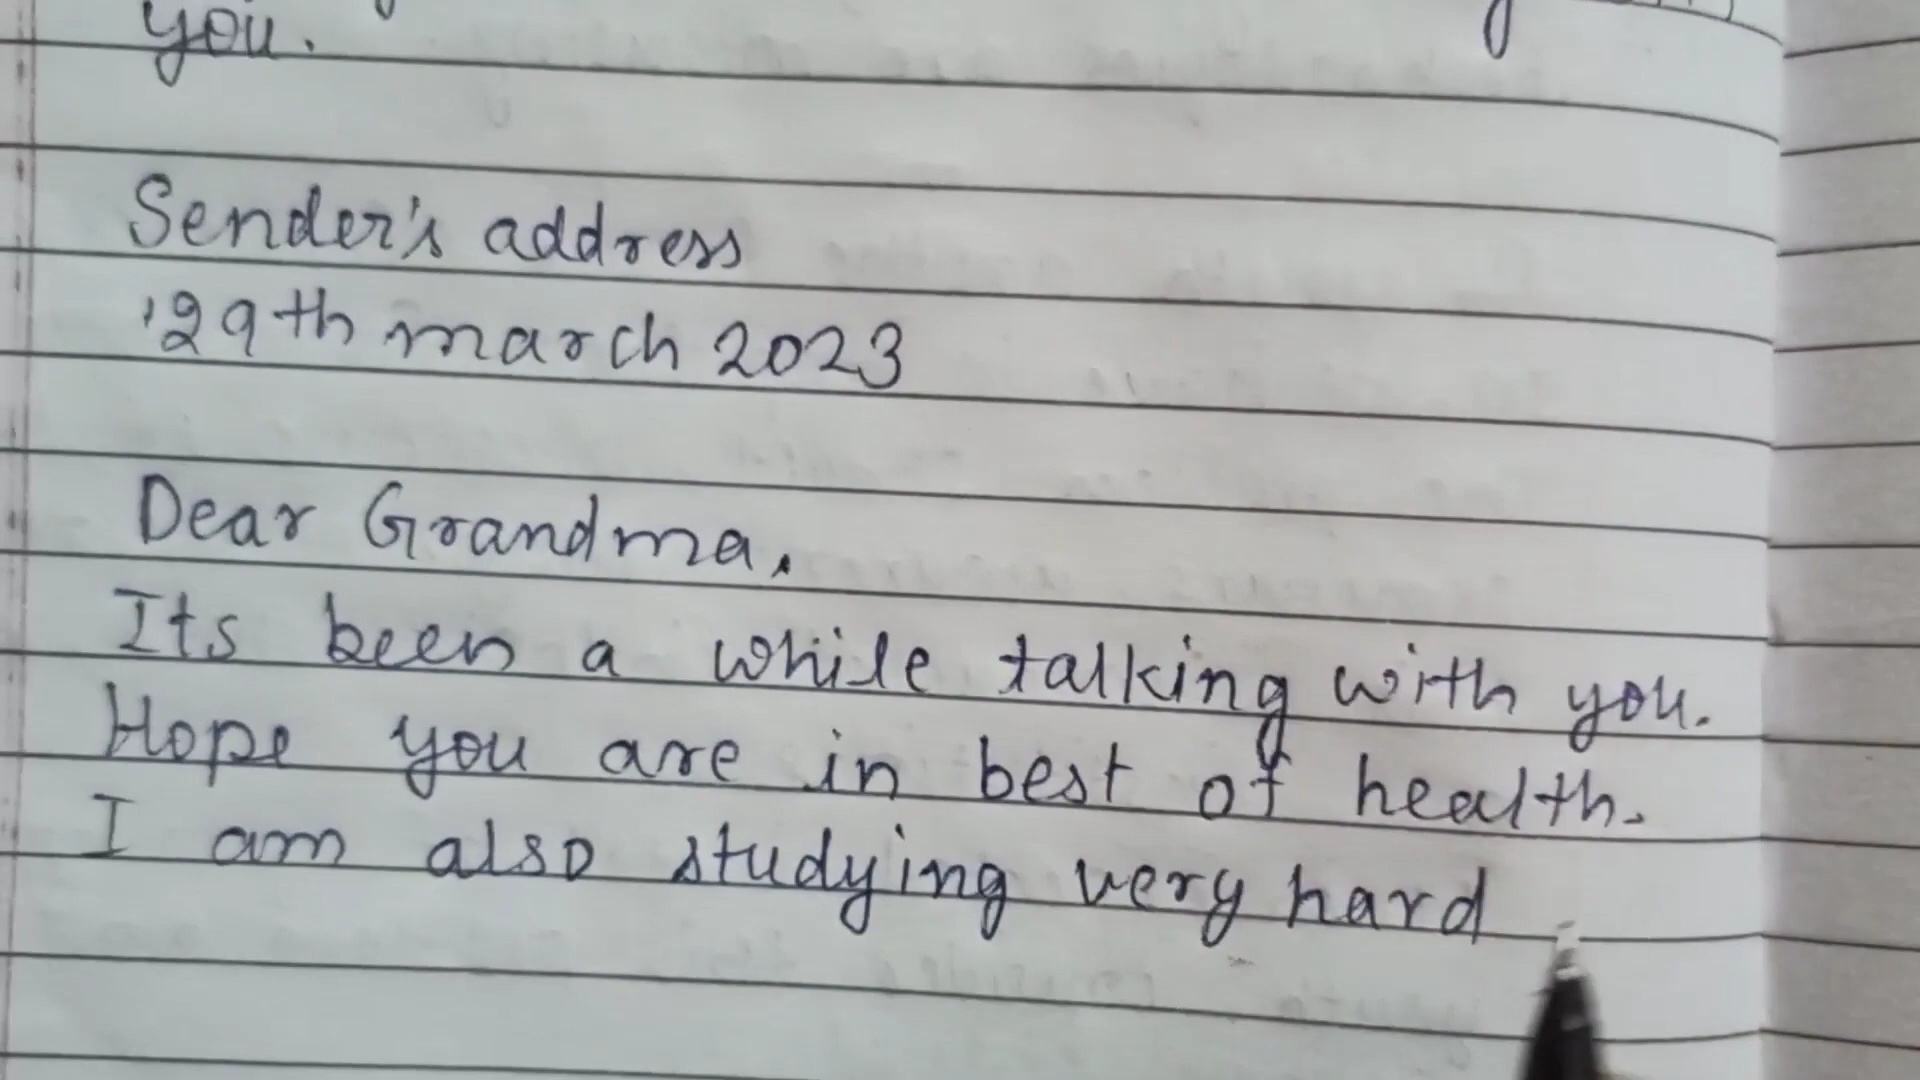 you.
Sender's address
29th march 2023
Dear Grandma,
Its been a while talking with you.
Hope you are in best of health.
I am also studying very hard